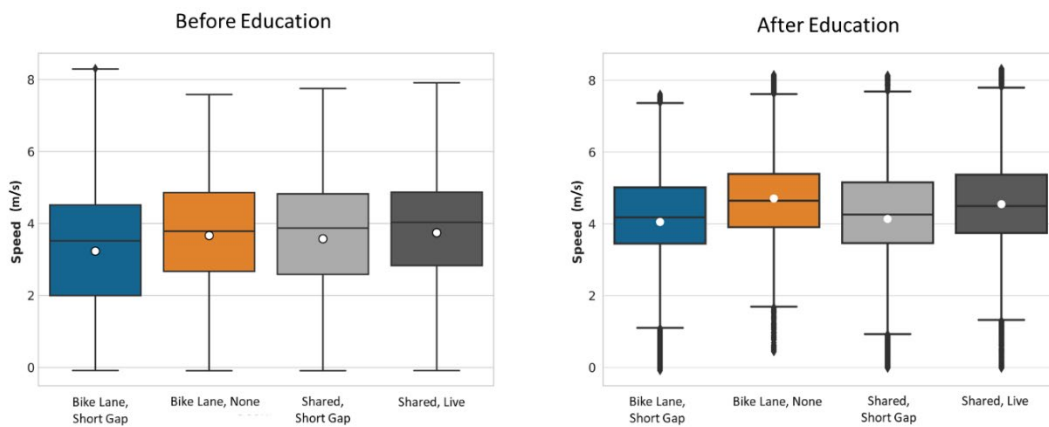 Before Education
Speed (m/s)
8
6
4
2
0
Bike Lane,
Short Gap
Bike Lane, None
Shared,
Short Gap
Shared, Live
After Education
Speed (m/s)
8
6
4
2
0
Bike Lane,
Short Gap
Bike Lane, None
Shared,
Short Gap
Shared, Live